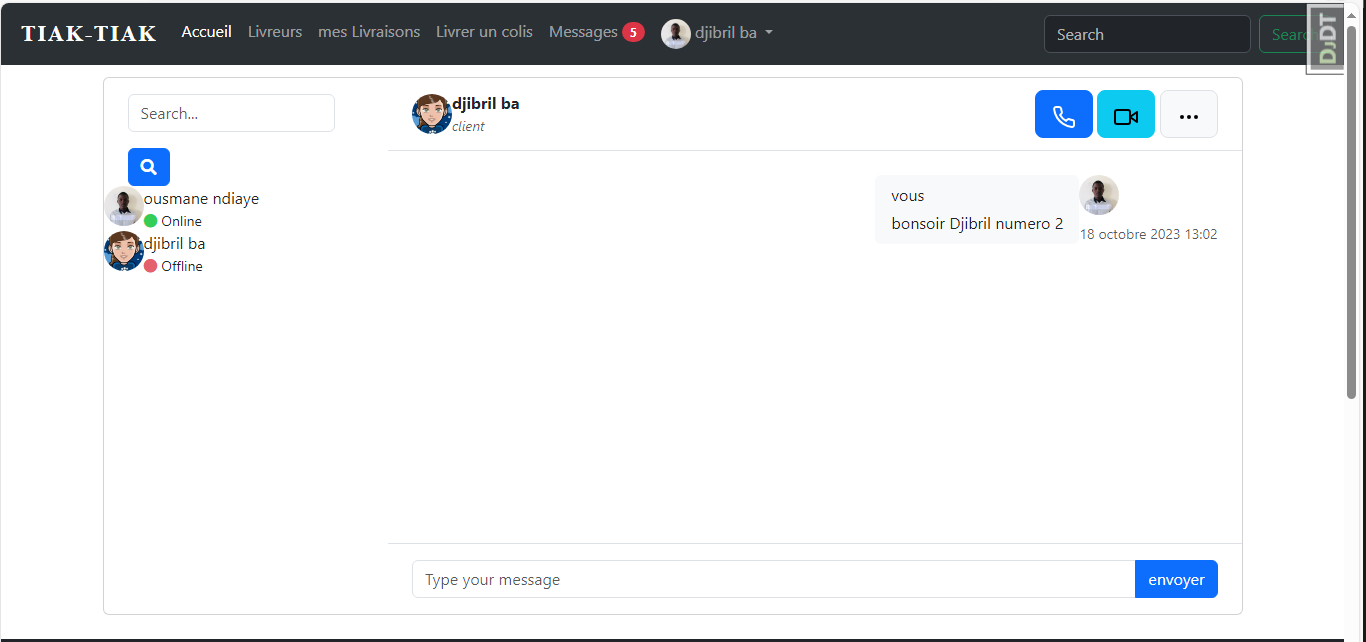 TIAK-TIAK Accueil Livreurs mes Livraisons Livrer un colis Messages 5 djibril ba Search Searc
DjDT
Search...
ousmane ndiaye
Online
djibril ba
Offline
djibril ba
client
vous
bonsoir Djibril numero 2
18 octobre 2023 13:02
Type your message envoyer